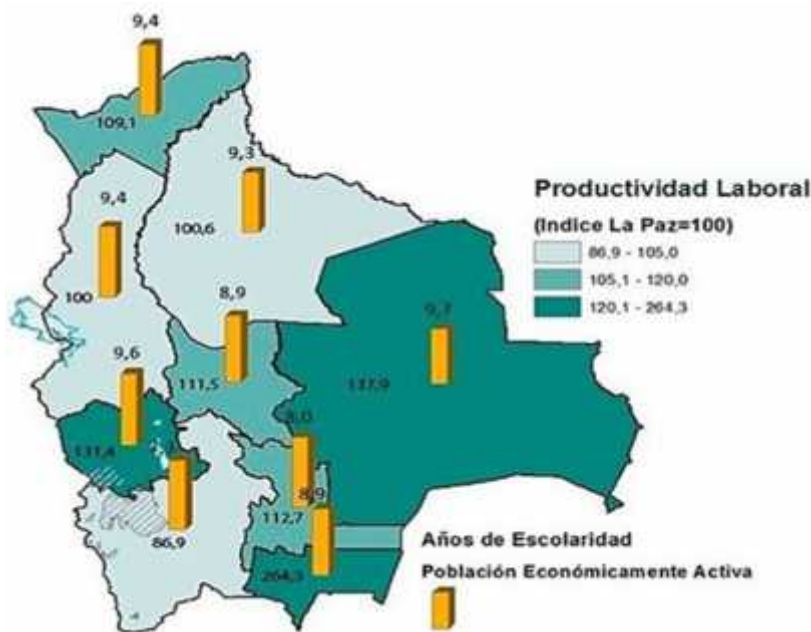 9,4
109,1
9,3
100,6
9,4
100
8,9
111,5
9,7
137,9
9,6
131,4
86,9
8,0
112,7
8,9
264,3
Productividad Laboral
(Indice La Paz=100)
86,9 - 105,0
105,1 - 120,0
120,1 - 264,3
Años de Escolaridad
Población Económicamente Activa